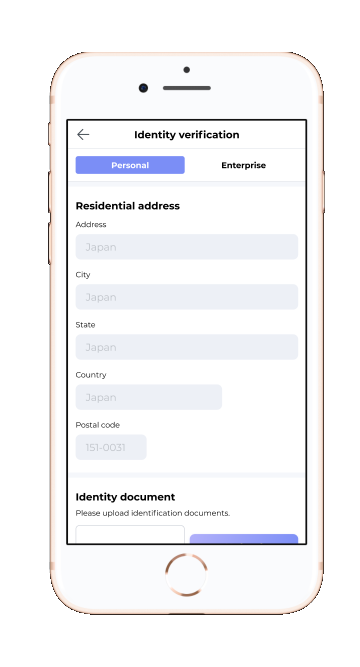 Identity verification
Personal
Enterprise
Residential address
Address
Japan
City
Japan
State
Japan
Country
Japan
Postal code
151-0031
Identity document
Please upload identification documents.